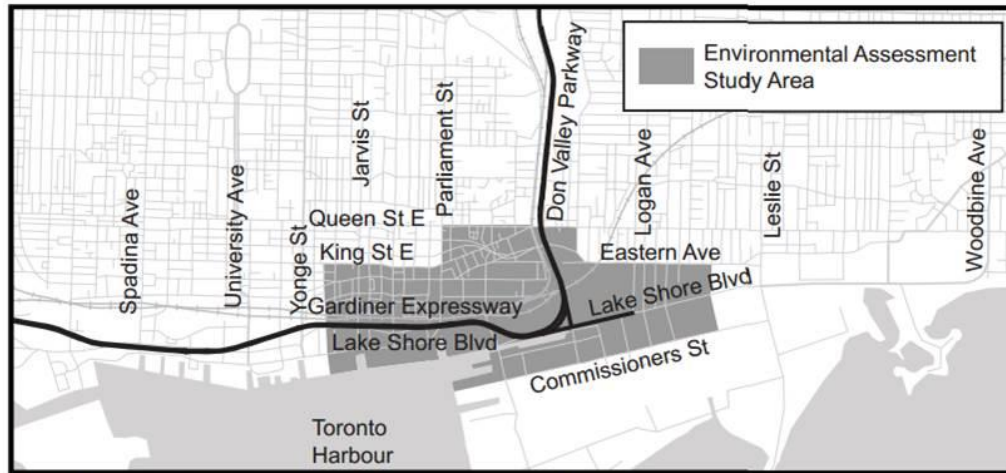 Environmental Assessment
Study Area
Don Valley Parkway
Jarvis St
Parliament St
Logan Ave
Leslie St
Woodbine Ave
Spadina Ave
University Ave
Yonge St
Queen St E
King St E
Eastern Ave
Gardiner Expressway
Lake Shore Blvd
Lake Shore Blvd
Commissioners St
Toronto
Harbour